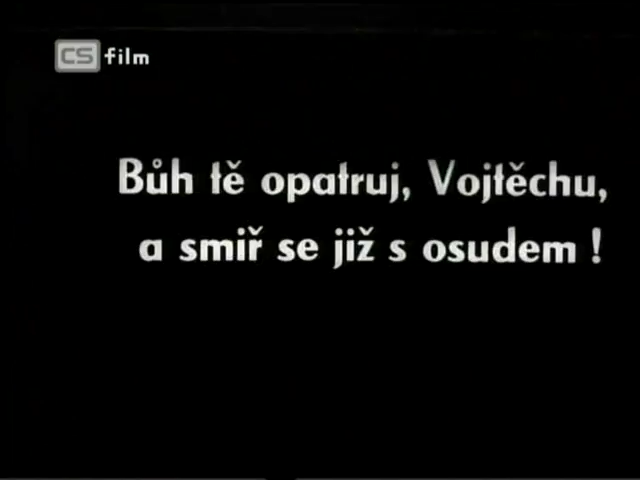 CS film
Bůh tě opatruj, Vojtěchu,
a smiř se již s osudem !